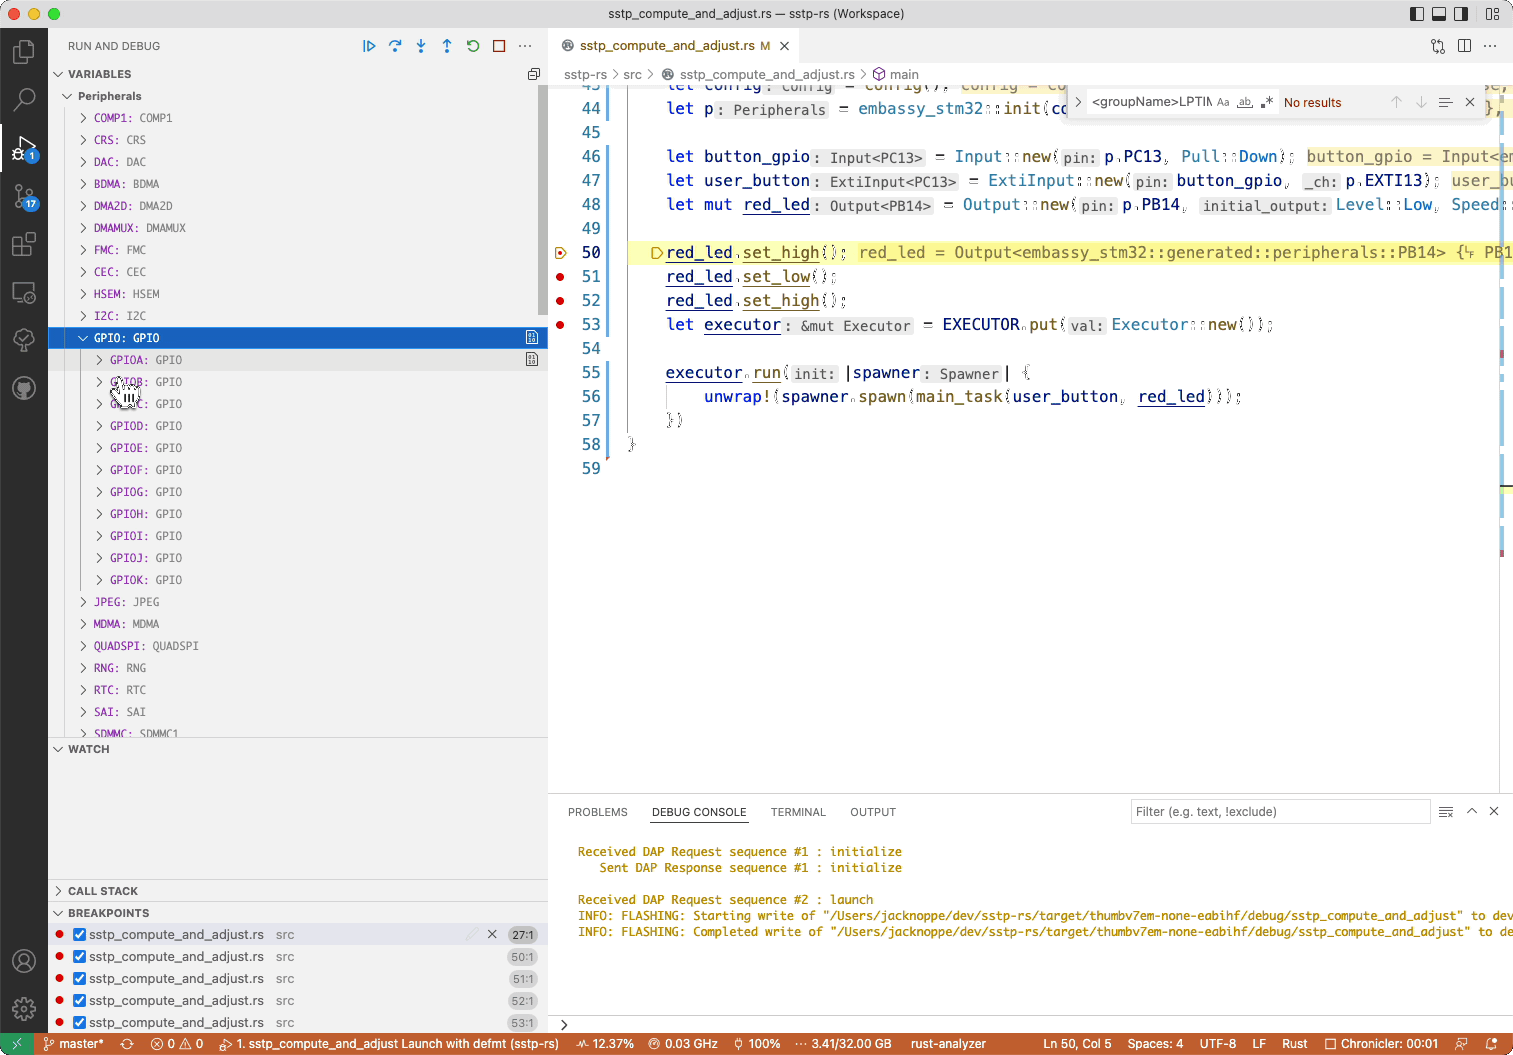 sstp_compute_and_adjust.rs — sstp-rs (Workspace)
RUN AND DEBUG
VARIABLES
Peripherals
COMP1: COMP1
CRS: CRS
DAC: DAC
BDMA: BDMA
DMA2D: DMA2D
DMAMUX: DMAMUX
FMC: FMC
CEC: CEC
HSEM: HSEM
I2C: I2C
GPIO: GPIO
GPIOA: GPIO
GPIOB: GPIO
GPIOC: GPIO
GPIOD: GPIO
GPIOE: GPIO
GPIOF: GPIO
GPIOG: GPIO
GPIOH: GPIO
GPIOI: GPIO
GPIOJ: GPIO
GPIOK: GPIO
JPEG: JPEG
MDMA: MDMA
QUADSPI: QUADSPI
RNG: RNG
RTC: RTC
SAI: SAI
SDMMC: SDMMC1
WATCH
CALL STACK
BREAKPOINTS
sstp_compute_and_adjust.rs src 27:1
sstp_compute_and_adjust.rs src 50:1
sstp_compute_and_adjust.rs src 51:1
sstp_compute_and_adjust.rs src 52:1
sstp_compute_and_adjust.rs src 53:1
1
17
sstp_compute_and_adjust.rs M
sstp-rs > src > sstp_compute_and_adjust.rs > main
<groupName>LPTIM Aa ab .* No results
43 let config: Config = Config();
44 let p: Peripherals = embassy_stm32::init(co
45
46 let button_gpio: Input<PC13> = Input::new(pin: p.PC13, Pull::Down); button_gpio = Input<em
47 let user_button: ExtiInput<PC13> = ExtiInput::new(pin: button_gpio, _ch: p.EXTI13); user_bu
48 let mut red_led: Output<PB14> = Output::new(pin: p.PB14, initial_output: Level::Low, Speed:
49
50 red_led.set_high(); red_led = Output<embassy_stm32::generated::peripherals::PB14> {PB1
51 red_led.set_low();
52 red_led.set_high();
53 let executor: &mut Executor = EXECUTOR.put(val: Executor::new());
54
55 executor.run(init: |spawner: Spawner| {
56 unwrap!(spawner.spawn(main_task(user_button, red_led)));
57 })
58 }
59
PROBLEMS DEBUG CONSOLE TERMINAL OUTPUT Filter (e.g. text, !exclude)
Received DAP Request sequence #1 : initialize
Sent DAP Response sequence #1 : initialize
Received DAP Request sequence #2 : launch
INFO: FLASHING: Starting write of "/Users/jacknoppe/dev/sstp-rs/target/thumbv7em-none-eabihf/debug/sstp_compute_and_adjust" to dev
INFO: FLASHING: Completed write of "/Users/jacknoppe/dev/sstp-rs/target/thumbv7em-none-eabihf/debug/sstp_compute_and_adjust" to de
master* 0 0 1. sstp_compute_and_adjust Launch with defmt (sstp-rs) 12.37% 0.03 GHz 100% 3.41/32.00 GB rust-analyzer Ln 50, Col 5 Spaces: 4 UTF-8 LF Rust Chronicler: 00:01